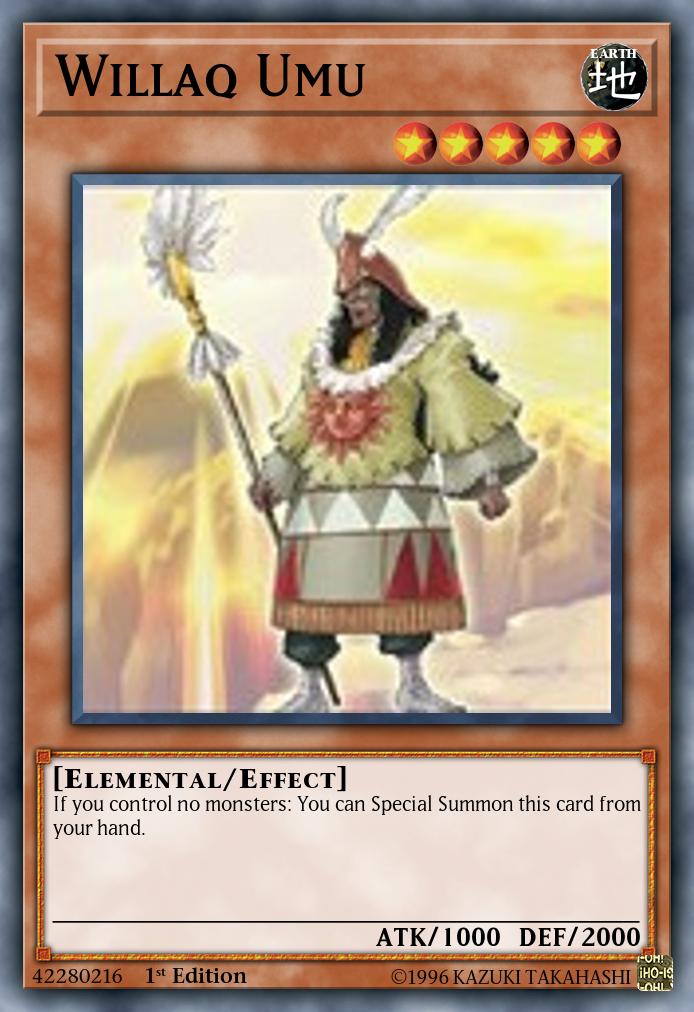 Willaq Umu
EARTH
地
[Elemental/Effect]
If you control no monsters: You can Special Summon this card from
your hand.
ATK/1000 DEF/2000
42280216 1st Edition ©1996 KAZUKI TAKAHASHI